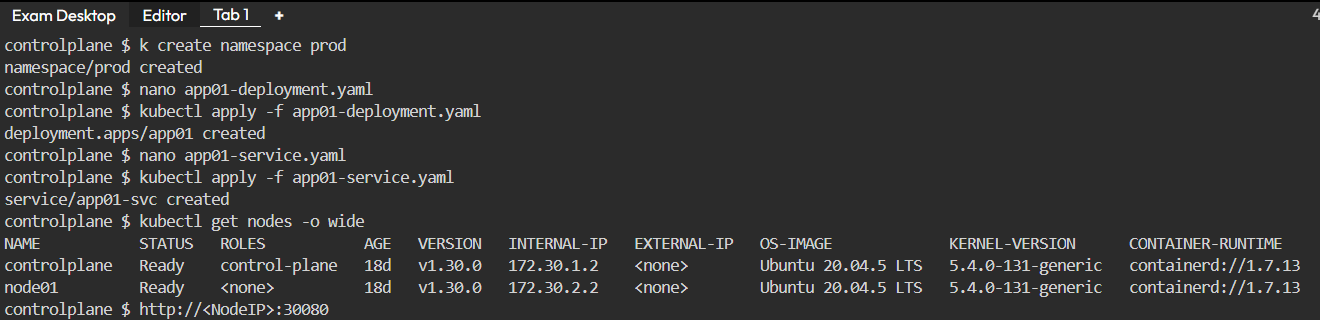 Exam Desktop Editor Tab 1 + 4
controlplane $ k create namespace prod
namespace/prod created
controlplane $ nano app01-deployment.yaml
controlplane $ kubectl apply -f app01-deployment.yaml
deployment.apps/app01 created
controlplane $ nano app01-service.yaml
controlplane $ kubectl apply -f app01-service.yaml
service/app01-svc created
controlplane $ kubectl get nodes -o wide
NAME STATUS ROLES AGE VERSION INTERNAL-IP EXTERNAL-IP OS-IMAGE KERNEL-VERSION CONTAINER-RUNTIME
controlplane Ready control-plane 18d v1.30.0 172.30.1.2 <none> Ubuntu 20.04.5 LTS 5.4.0-131-generic containerd://1.7.13
node01 Ready <none> 18d v1.30.0 172.30.2.2 <none> Ubuntu 20.04.5 LTS 5.4.0-131-generic containerd://1.7.13
controlplane $ http://<NodeIP>:30080